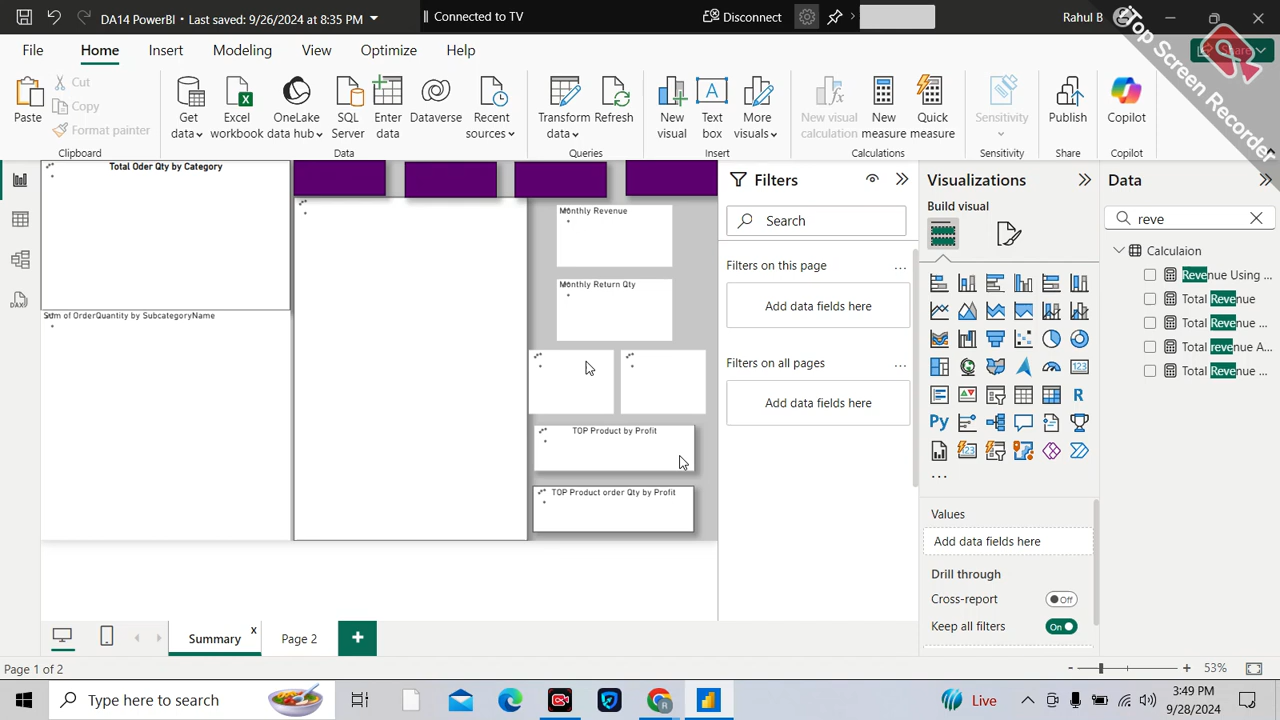 DA14 PowerBI • Last saved: 9/26/24 at 8:35 PM
Connected to TV
Disconnect
Rahul B
iTop Screen Recorder
File
Home
Insert
Modeling
View
Optimize
Help
Share
Paste
Cut
Copy
Format painter
Clipboard
Get data
Excel workbook
OneLake data hub
SQL Server
Enter data
Dataverse
Recent sources
Data
Transform data
Refresh
Queries
New visual
Text box
More visuals
Insert
New visual calculation
New measure
Quick measure
Calculations
Sensitivity
Sensitivity
Publish
Share
Copilot
Copilot
Total Oder Qty by Category
Sum of OrderQuantity by SubcategoryName
Monthly Revenue
Monthly Return Qty
TOP Product by Profit
TOP Product order Qty by Profit
Filters
Search
Filters on this page
Add data fields here
Filters on all pages
Add data fields here
Visualizations
Build visual
Values
Add data fields here
Drill through
Cross-report
Off
Keep all filters
On
Data
reve
Calculaion
Revenue Using ...
Total Revenue
Total Revenue ...
Total revenue A...
Total Revenue ...
Summary
Page 2
Page 1 of 2
53%
Type here to search
Live
3:49 PM
9/28/2024